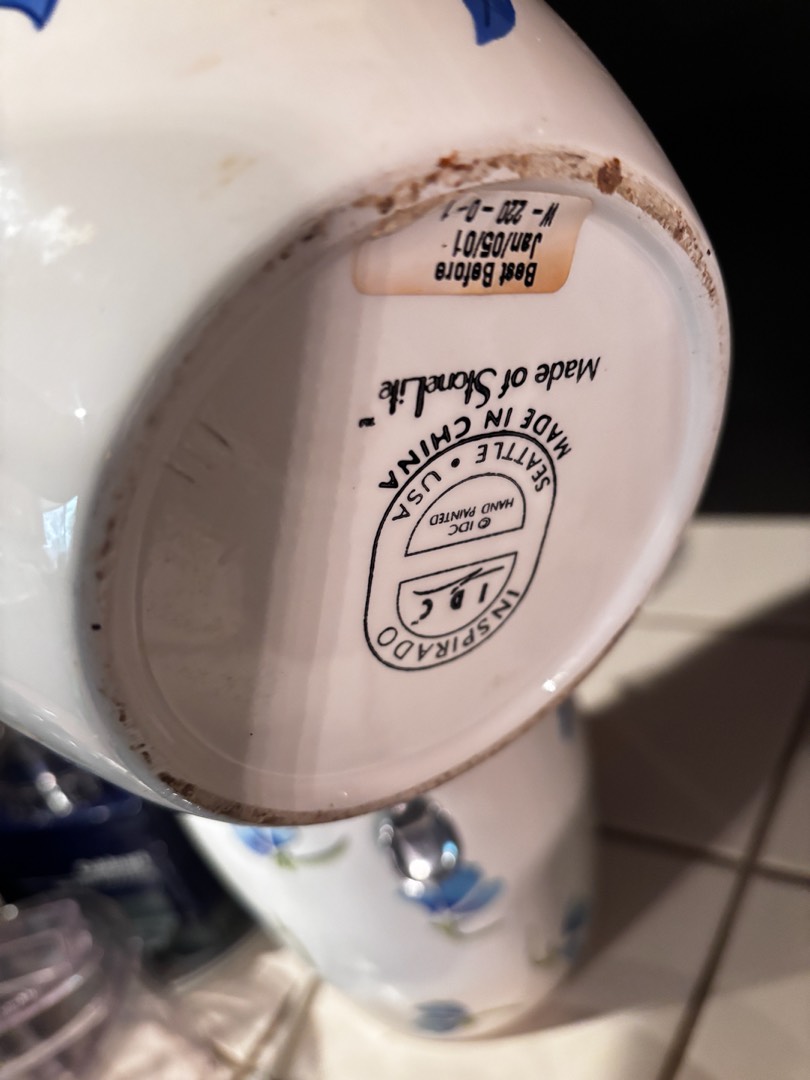 INSPIRADO
IDC
© IDC
HAND PAINTED
SEATTLE • USA
MADE IN CHINA
Made of StoneLite™
Best Before
Jan/05/01
W-220-0-1